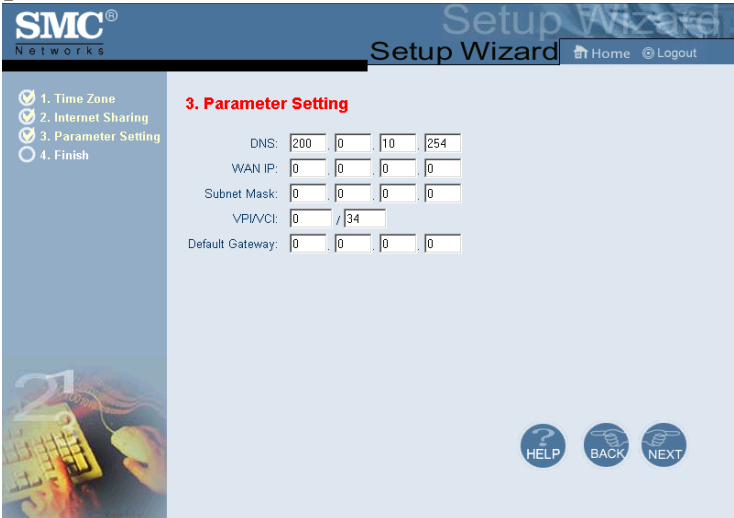 SMC®
Networks
Setup Wizard
Setup Wizard
Home
Logout
1. Time Zone
2. Internet Sharing
3. Parameter Setting
4. Finish
3. Parameter Setting
DNS: 200 . 0 . 10 . 254
WAN IP: 0 . 0 . 0 . 0
Subnet Mask: 0 . 0 . 0 . 0
VPI/VCI: 0 / 34
Default Gateway: 0 . 0 . 0 . 0
HELP
BACK
NEXT